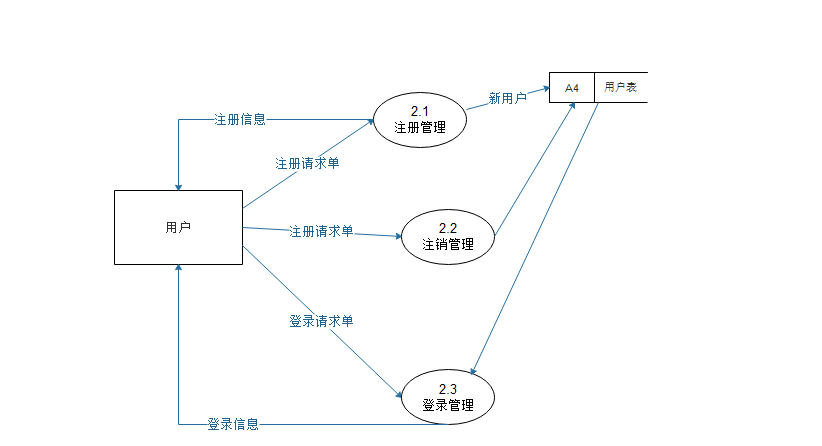 A4
用户表
新用户
2.1
注册管理
注册信息
注册请求单
用户
注册请求单
2.2
注销管理
登录请求单
2.3
登录管理
登录信息